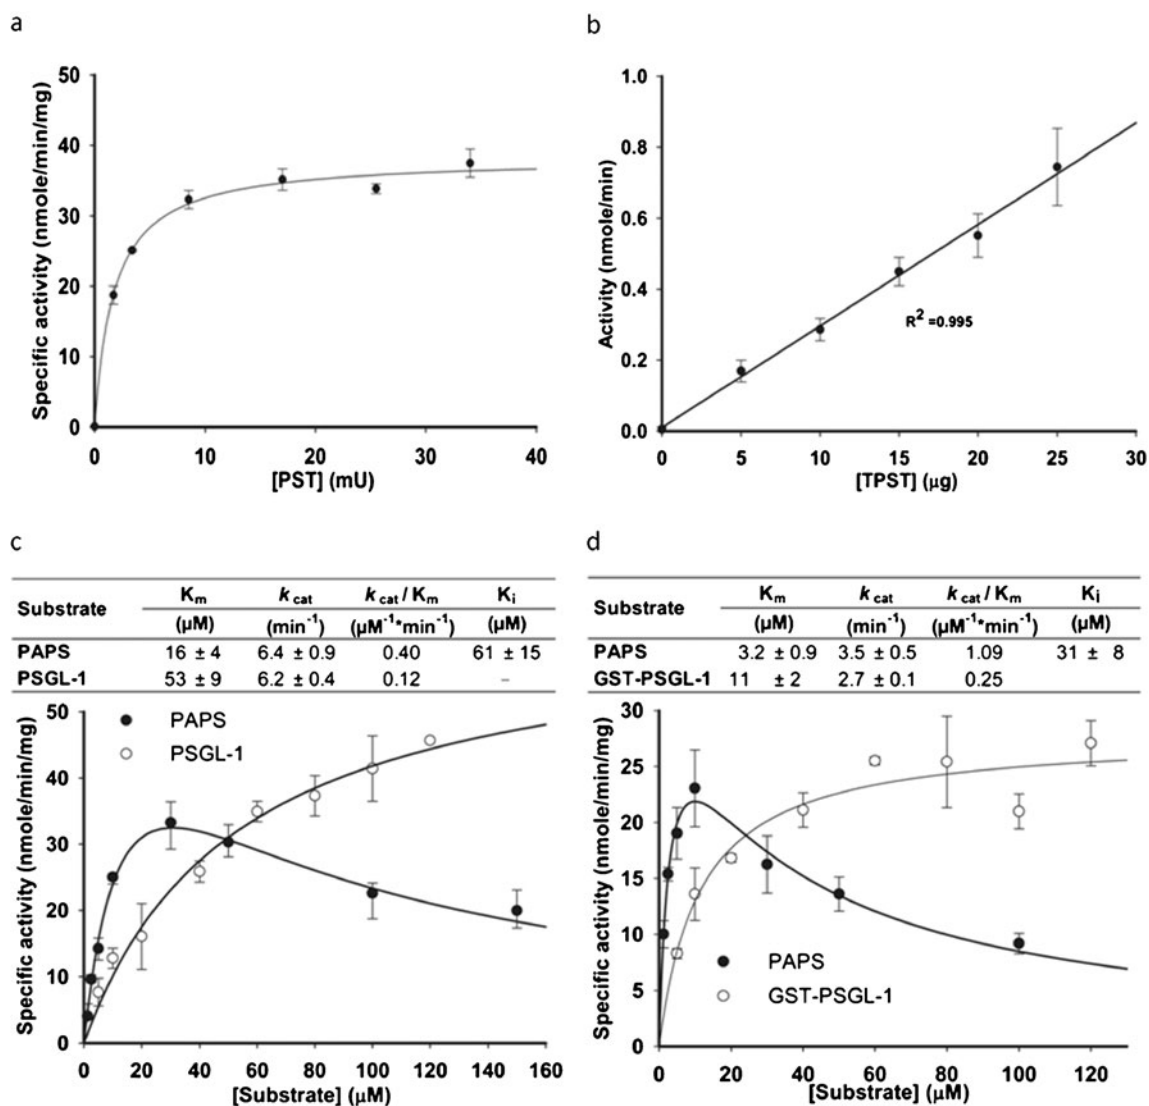 a
50
40
30
20
10
0
Specific activity (nmole/min/mg)
0 10 20 30 40
[PST] (mU)
b
1.0
0.8
0.6
0.4
0.2
0.0
Activity (nmole/min)
R² =0.995
0 5 10 15 20 25 30
[TPST] (μg)
c
Substrate Km kcat kcat / Km Ki
(μM) (min⁻¹) (μM⁻¹*min⁻¹) (μM)
PAPS 16 ± 4 6.4 ± 0.9 0.40 61 ± 15
PSGL-1 53 ± 9 6.2 ± 0.4 0.12 –
50
40
30
20
10
0
Specific activity (nmole/min/mg)
PAPS
PSGL-1
0 20 40 60 80 100 120 140 160
[Substrate] (μM)
d
Substrate Km kcat kcat / Km Ki
(μM) (min⁻¹) (μM⁻¹*min⁻¹) (μM)
PAPS 3.2 ± 0.9 3.5 ± 0.5 1.09 31 ± 8
GST-PSGL-1 11 ± 2 2.7 ± 0.1 0.25
30
25
20
15
10
5
0
Specific activity (nmole/min/mg)
PAPS
GST-PSGL-1
0 20 40 60 80 100 120
[Substrate] (μM)